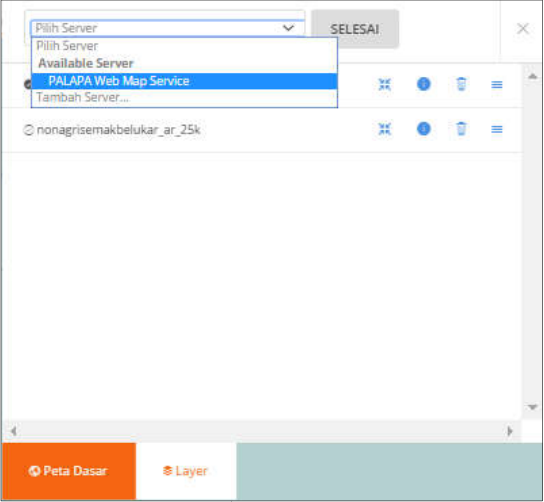 Pilih Server
SELESAI
Pilih Server
Available Server
PALAPA Web Map Service
Tambah Server...
nonagrisemakbelukar_ar_25k
Peta Dasar
Layer